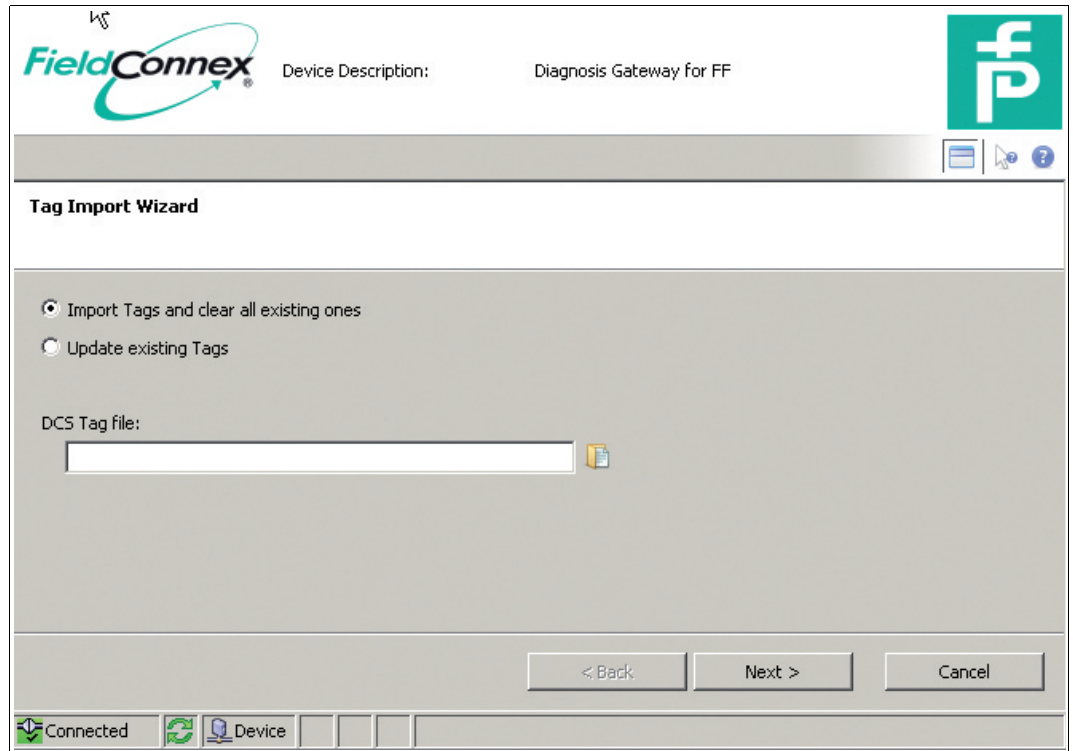 FieldConnex®
Device Description: Diagnosis Gateway for FF
Tag Import Wizard
Import Tags and clear all existing ones
Update existing Tags
DCS Tag file:
< Back Next > Cancel
Connected Device